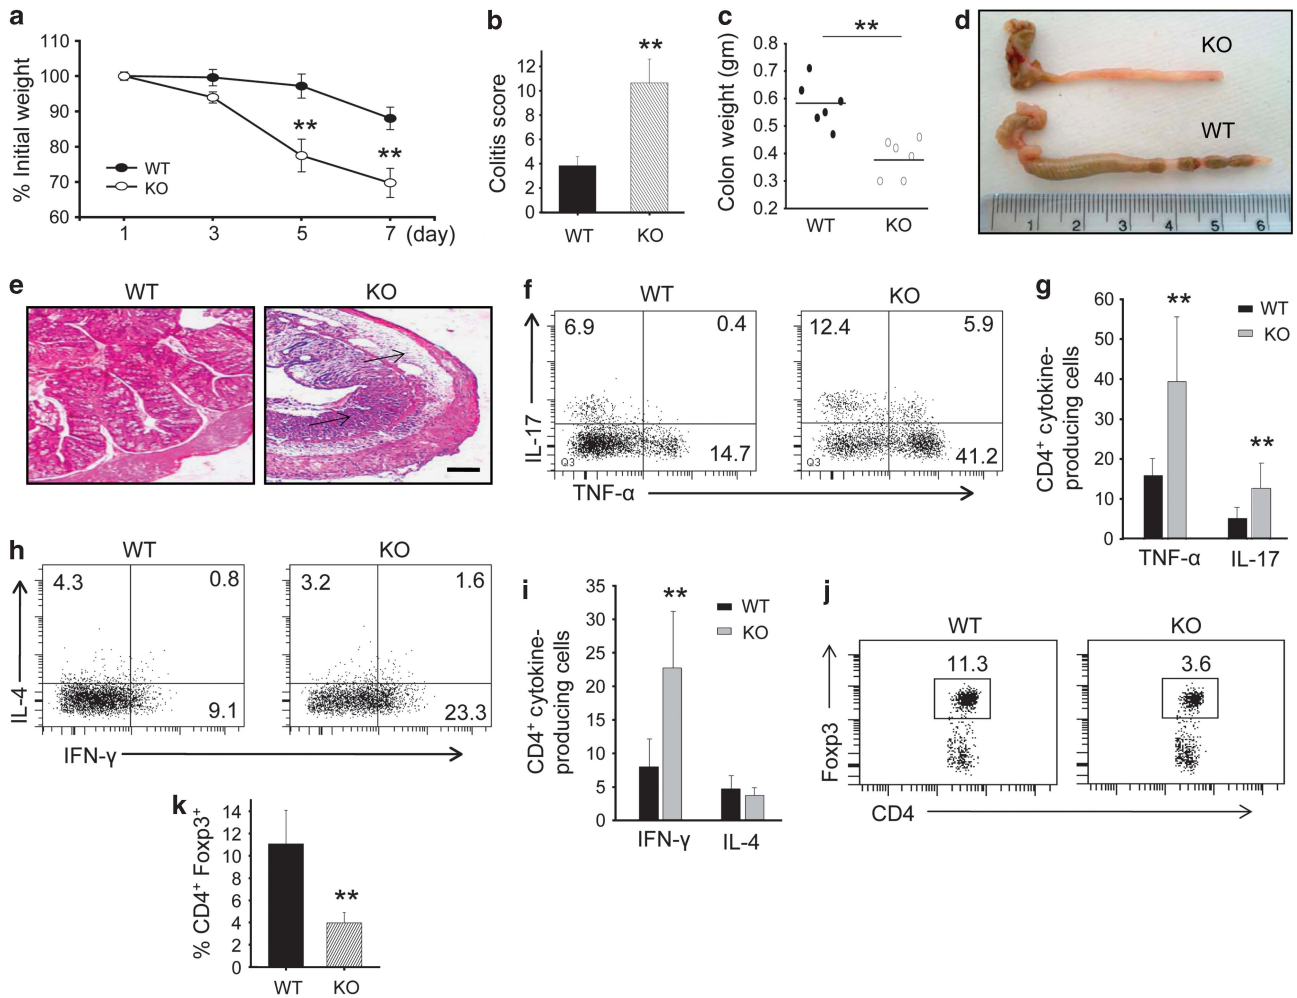 a
% Initial weight
110
100
90
80
70
60
WT
KO
**
**
1 3 5 7 (day)
b
Colitis score
12
10
8
6
4
2
0
**
WT KO
c
Colon weight (gm)
0.8
0.7
0.6
0.5
0.4
0.3
0.2
**
WT KO
d
KO
WT
1 2 3 4 5 6
e
WT KO
f
WT KO
IL-17
6.9 0.4
14.7
Q3
12.4 5.9
41.2
Q3
TNF-α
g
CD4+ cytokine-
producing cells
60
50
40
30
20
10
0
**
**
WT
KO
TNF-α IL-17
h
WT KO
IL-4
4.3 0.8
9.1
3.2 1.6
23.3
IFN-γ
i
CD4+ cytokine-
producing cells
35
30
25
20
15
10
5
0
**
WT
KO
IFN-γ IL-4
j
WT KO
Foxp3
11.3
3.6
CD4
k
% CD4+ Foxp3+
14
12
10
8
6
4
2
0
**
WT KO